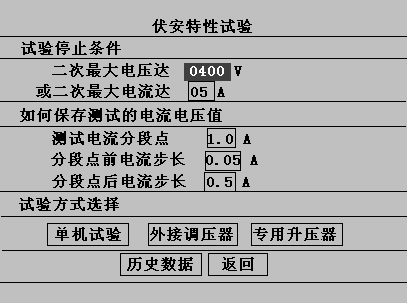 伏安特性试验
试验停止条件
二次最大电压达 0400 V
或二次最大电流达 05 A
如何保存测试的电流电压值
测试电流分段点 1.0 A
分段点前电流步长 0.05 A
分段点后电流步长 0.5 A
试验方式选择
单机试验 外接调压器 专用升压器
历史数据 返回